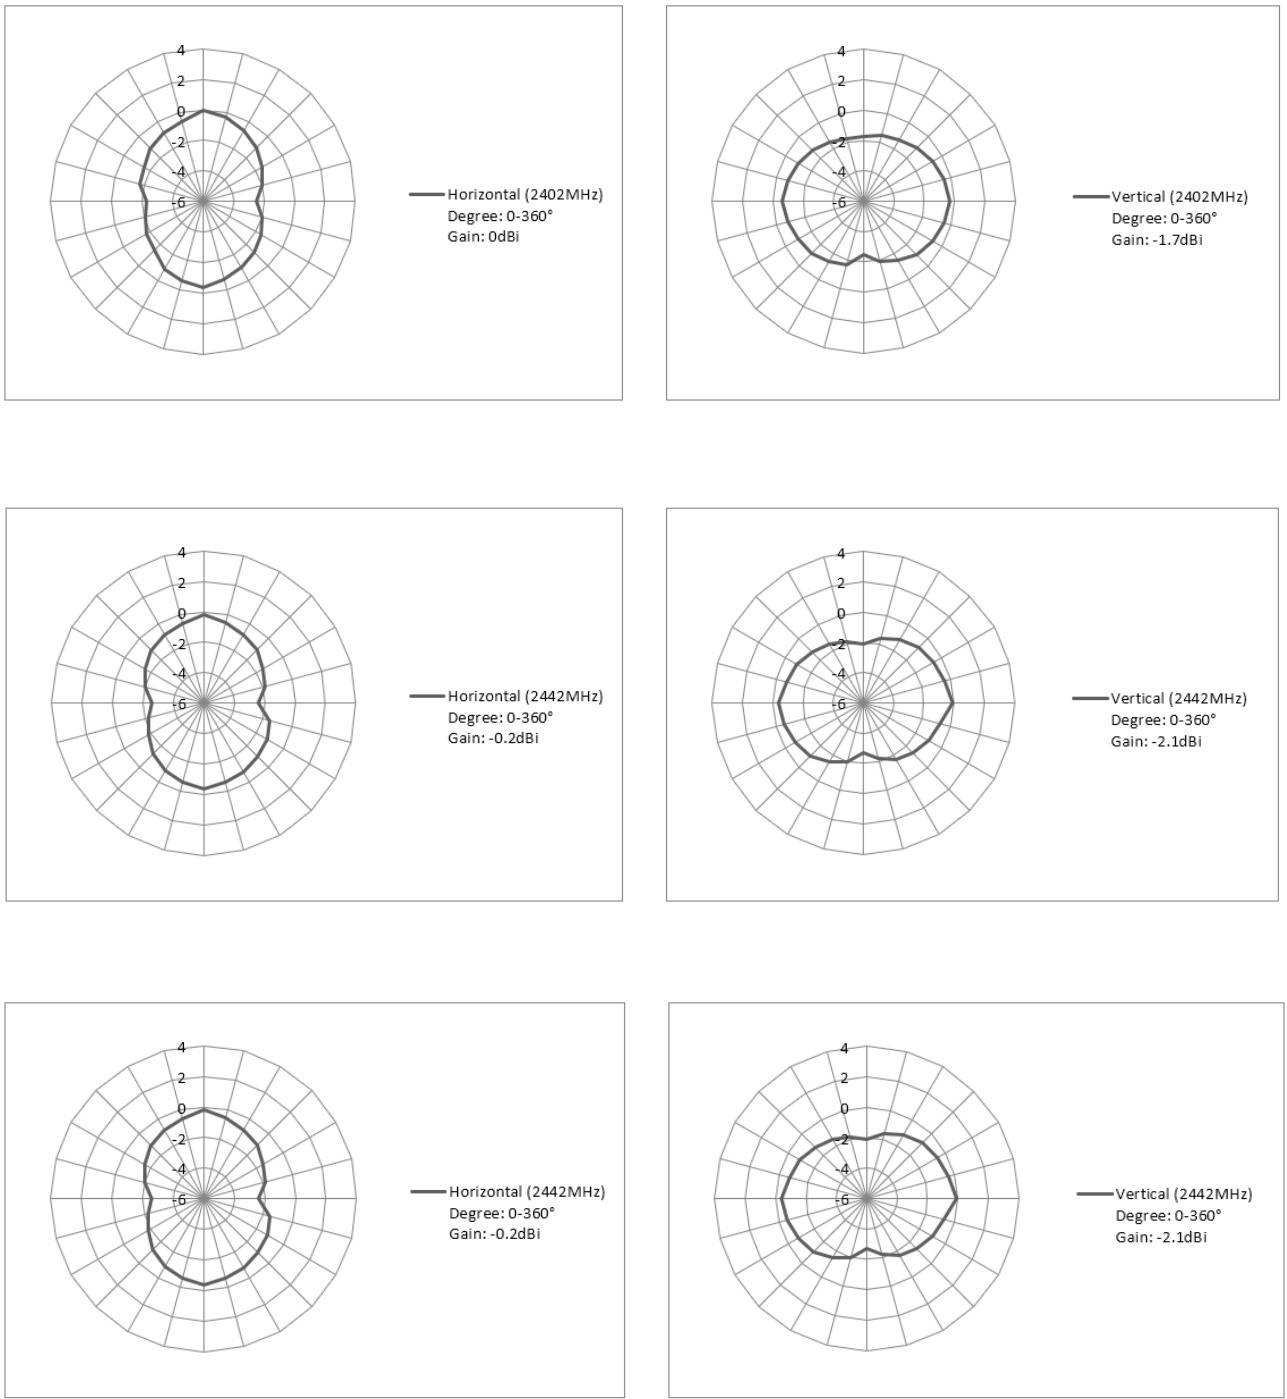 4
2
0
-2
-4
-6
Horizontal (2402MHz)
Degree: 0-360°
Gain: 0dBi
4
2
0
-2
-4
-6
Vertical (2402MHz)
Degree: 0-360°
Gain: -1.7dBi
4
2
0
-2
-4
-6
Horizontal (2442MHz)
Degree: 0-360°
Gain: -0.2dBi
4
2
0
-2
-4
-6
Vertical (2442MHz)
Degree: 0-360°
Gain: -2.1dBi
4
2
0
-2
-4
-6
Horizontal (2442MHz)
Degree: 0-360°
Gain: -0.2dBi
4
2
0
-2
-4
-6
Vertical (2442MHz)
Degree: 0-360°
Gain: -2.1dBi